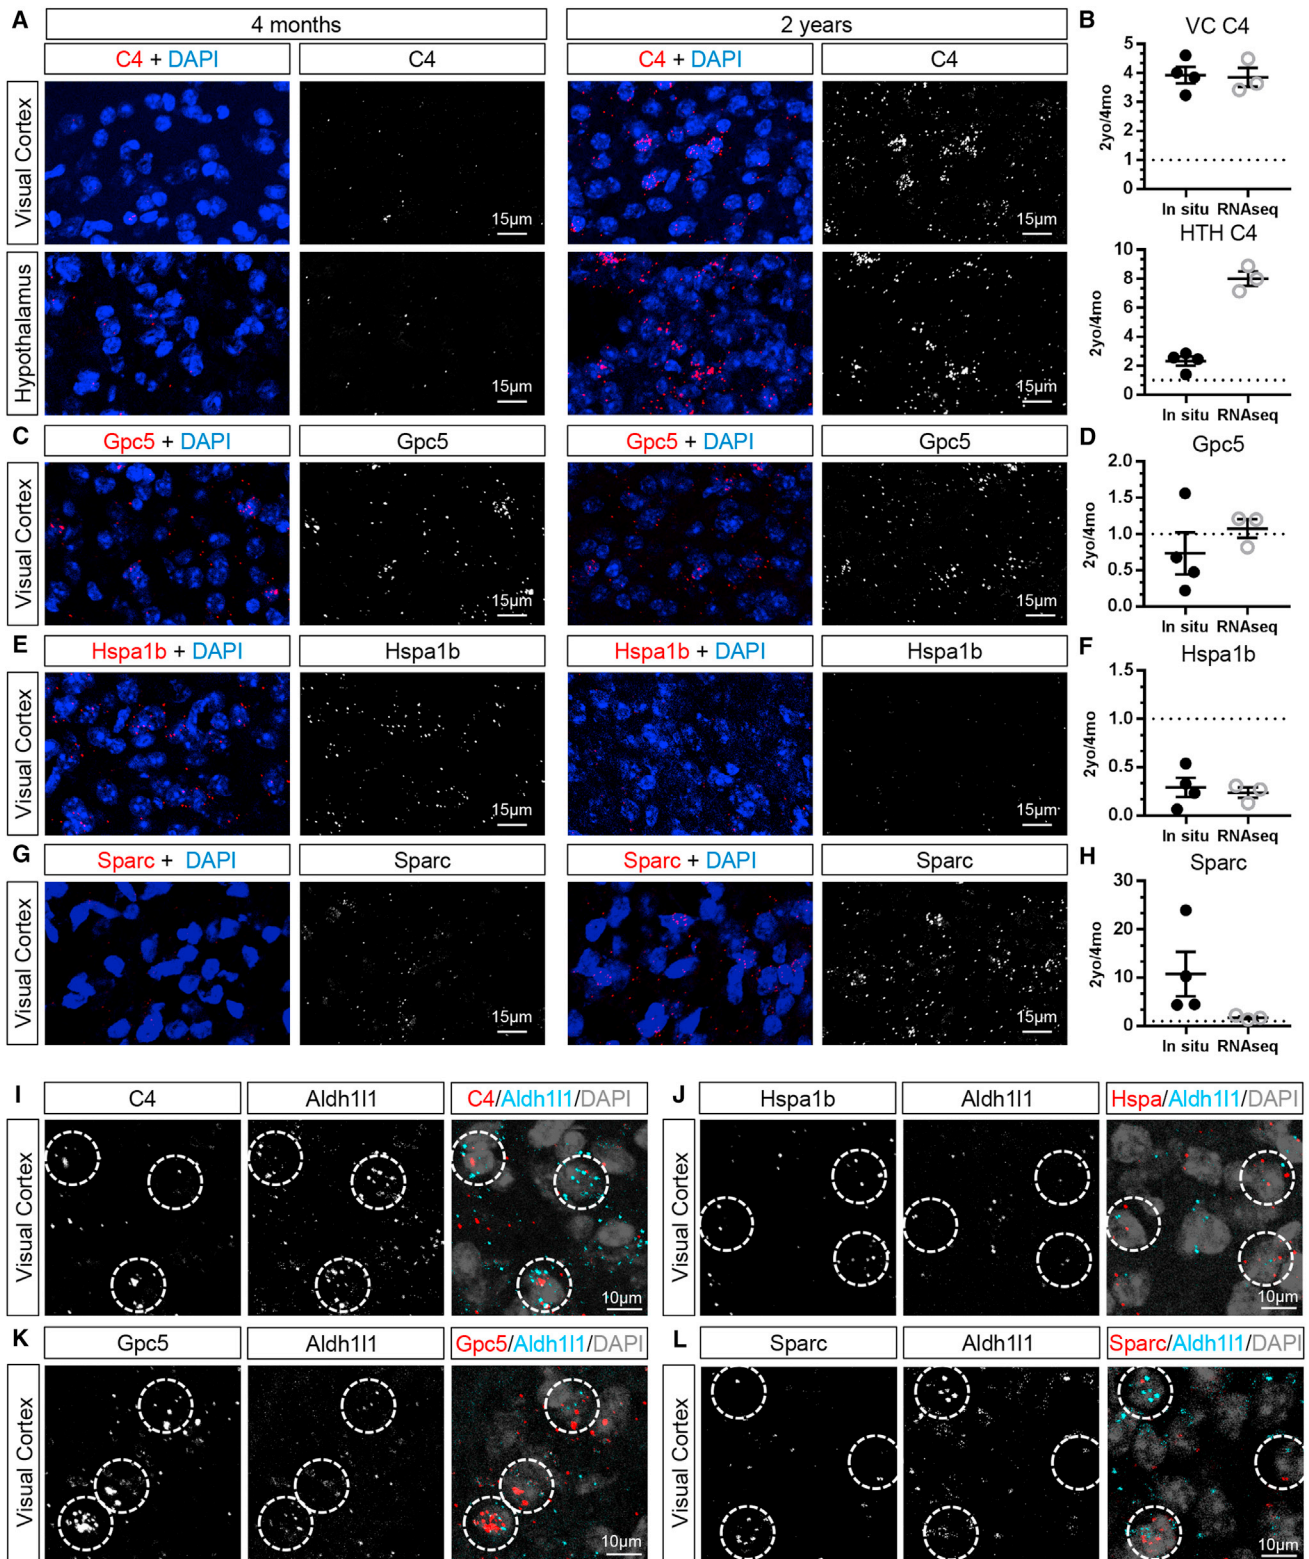 A
4 months
2 years
C4 + DAPI
C4
C4 + DAPI
C4
Visual Cortex
15µm
15µm
Hypothalamus
15µm
15µm
B
VC C4
5
4
3
2
1
0
2yo/4mo
In situ RNAseq
HTH C4
10
8
6
4
2
0
2yo/4mo
In situ RNAseq
C
Gpc5 + DAPI
Gpc5
Gpc5 + DAPI
Gpc5
Visual Cortex
15µm
15µm
D
Gpc5
2.0
1.5
1.0
0.5
0.0
2yo/4mo
In situ RNAseq
E
Hspa1b + DAPI
Hspa1b
Hspa1b + DAPI
Hspa1b
Visual Cortex
15µm
15µm
F
Hspa1b
1.5
1.0
0.5
0.0
2yo/4mo
In situ RNAseq
G
Sparc + DAPI
Sparc
Sparc + DAPI
Sparc
Visual Cortex
15µm
15µm
H
Sparc
30
20
10
0
2yo/4mo
In situ RNAseq
I
C4
Aldh1l1
C4/Aldh1l1/DAPI
Visual Cortex
10µm
J
Hspa1b
Aldh1l1
Hspa/Aldh1l1/DAPI
Visual Cortex
10µm
K
Gpc5
Aldh1l1
Gpc5/Aldh1l1/DAPI
Visual Cortex
10µm
L
Sparc
Aldh1l1
Sparc/Aldh1l1/DAPI
Visual Cortex
10µm